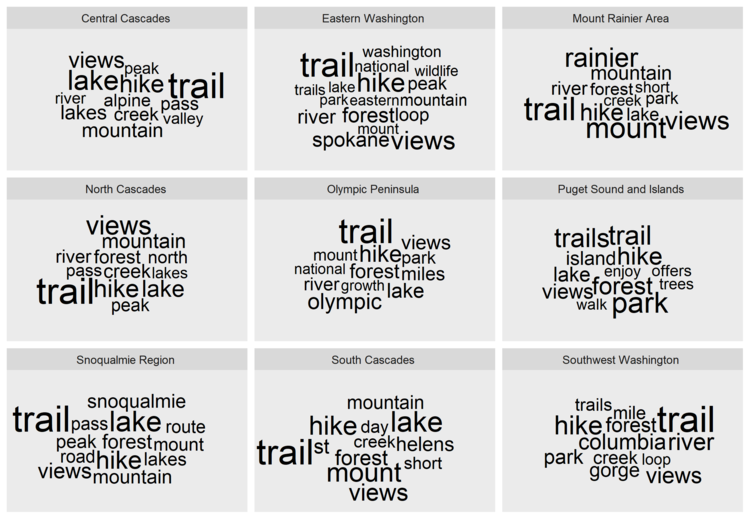 Central Cascades
views peak
lake hike trail
river alpine pass
lakes creek valley
mountain
Eastern Washington
washington
trail national wildlife
trails lake hike peak
park eastern mountain
river forest loop
mount
spokane views
Mount Rainier Area
rainier
mountain
river forest short
creek park
trail hike lake
mount views
North Cascades
views
mountain
river forest north
pass creek lakes
trail hike lake
peak
Olympic Peninsula
trail
views
mount hike park
national forest miles
river growth lake
olympic
Puget Sound and Islands
trails trail
island hike
lake enjoy offers
views forest trees
walk park
Snoqualmie Region
snoqualmie
trail pass lake route
peak forest mount
road hike lakes
views mountain
South Cascades
mountain
hike day lake
trail st creek helens
forest short
mount
views
Southwest Washington
trails mile trail
hike forest
columbia river
park creek loop
gorge views